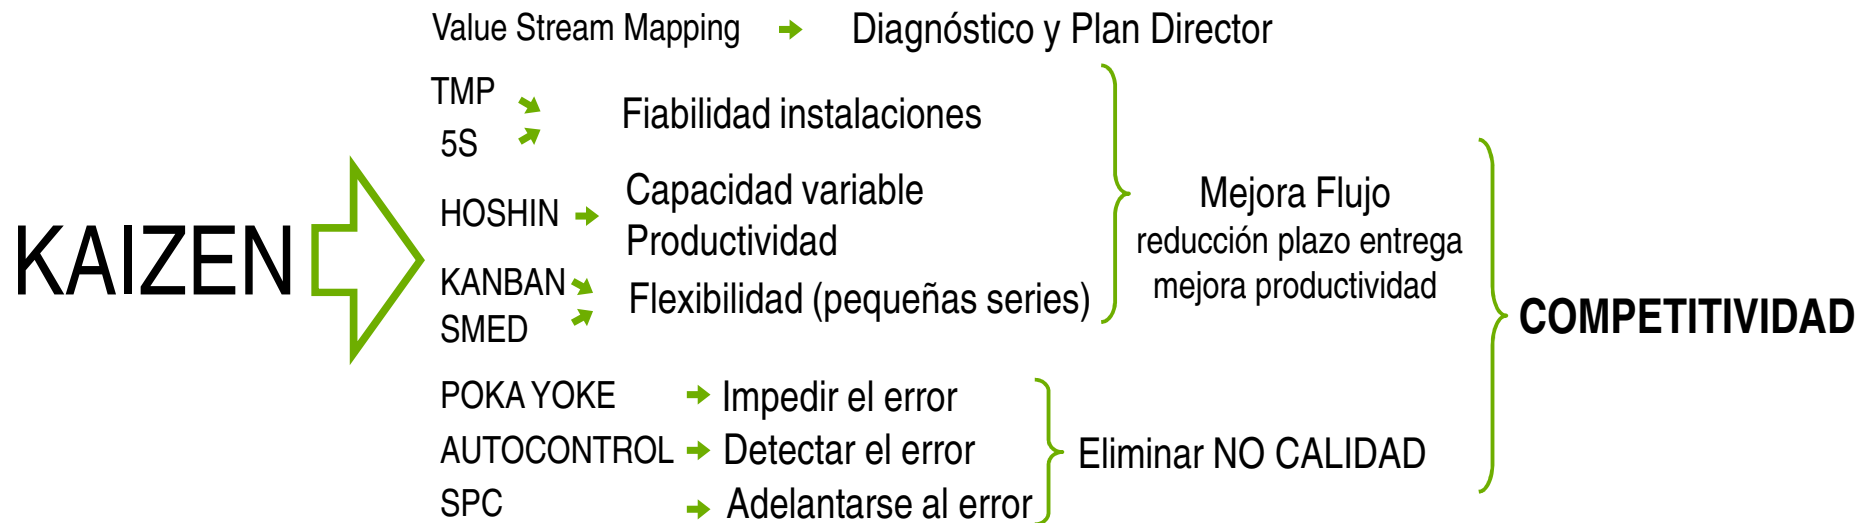 KAIZEN
Value Stream Mapping
Diagnóstico y Plan Director
TMP
5S
Fiabilidad instalaciones
HOSHIN
Capacidad variable
Productividad
KANBAN
SMED
Flexibilidad (pequeñas series)
Mejora Flujo
reducción plazo entrega
mejora productividad
POKA YOKE
Impedir el error
AUTOCONTROL
Detectar el error
SPC
Adelantarse al error
Eliminar NO CALIDAD
COMPETITIVIDAD